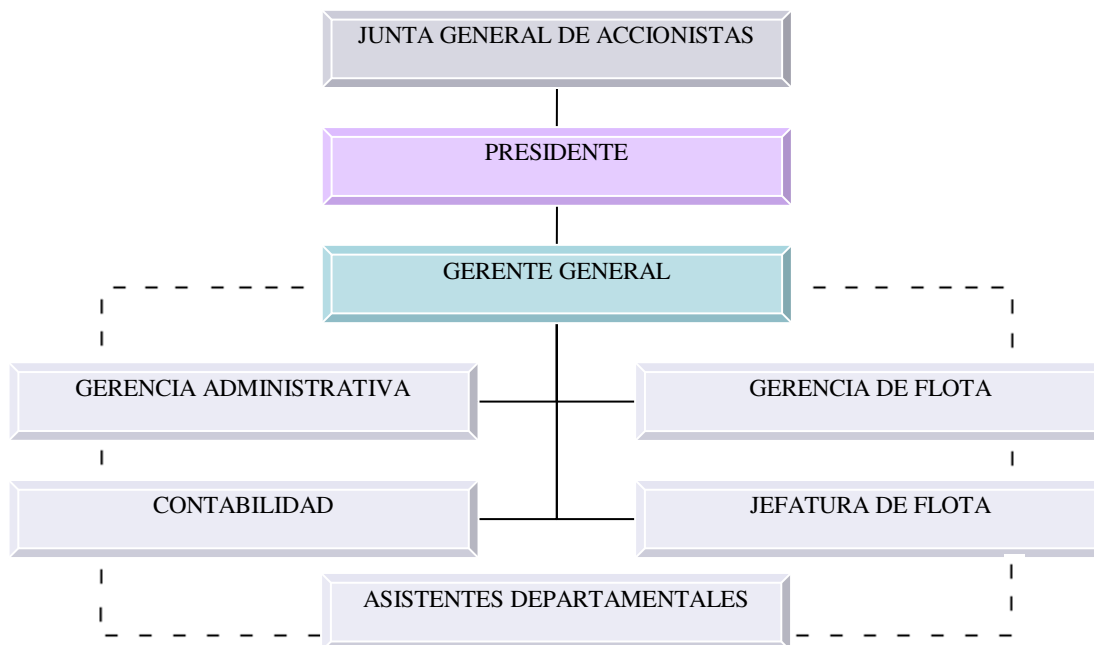 JUNTA GENERAL DE ACCIONISTAS
PRESIDENTE
GERENTE GENERAL
GERENCIA ADMINISTRATIVA
GERENCIA DE FLOTA
CONTABILIDAD
JEFATURA DE FLOTA
ASISTENTES DEPARTAMENTALES